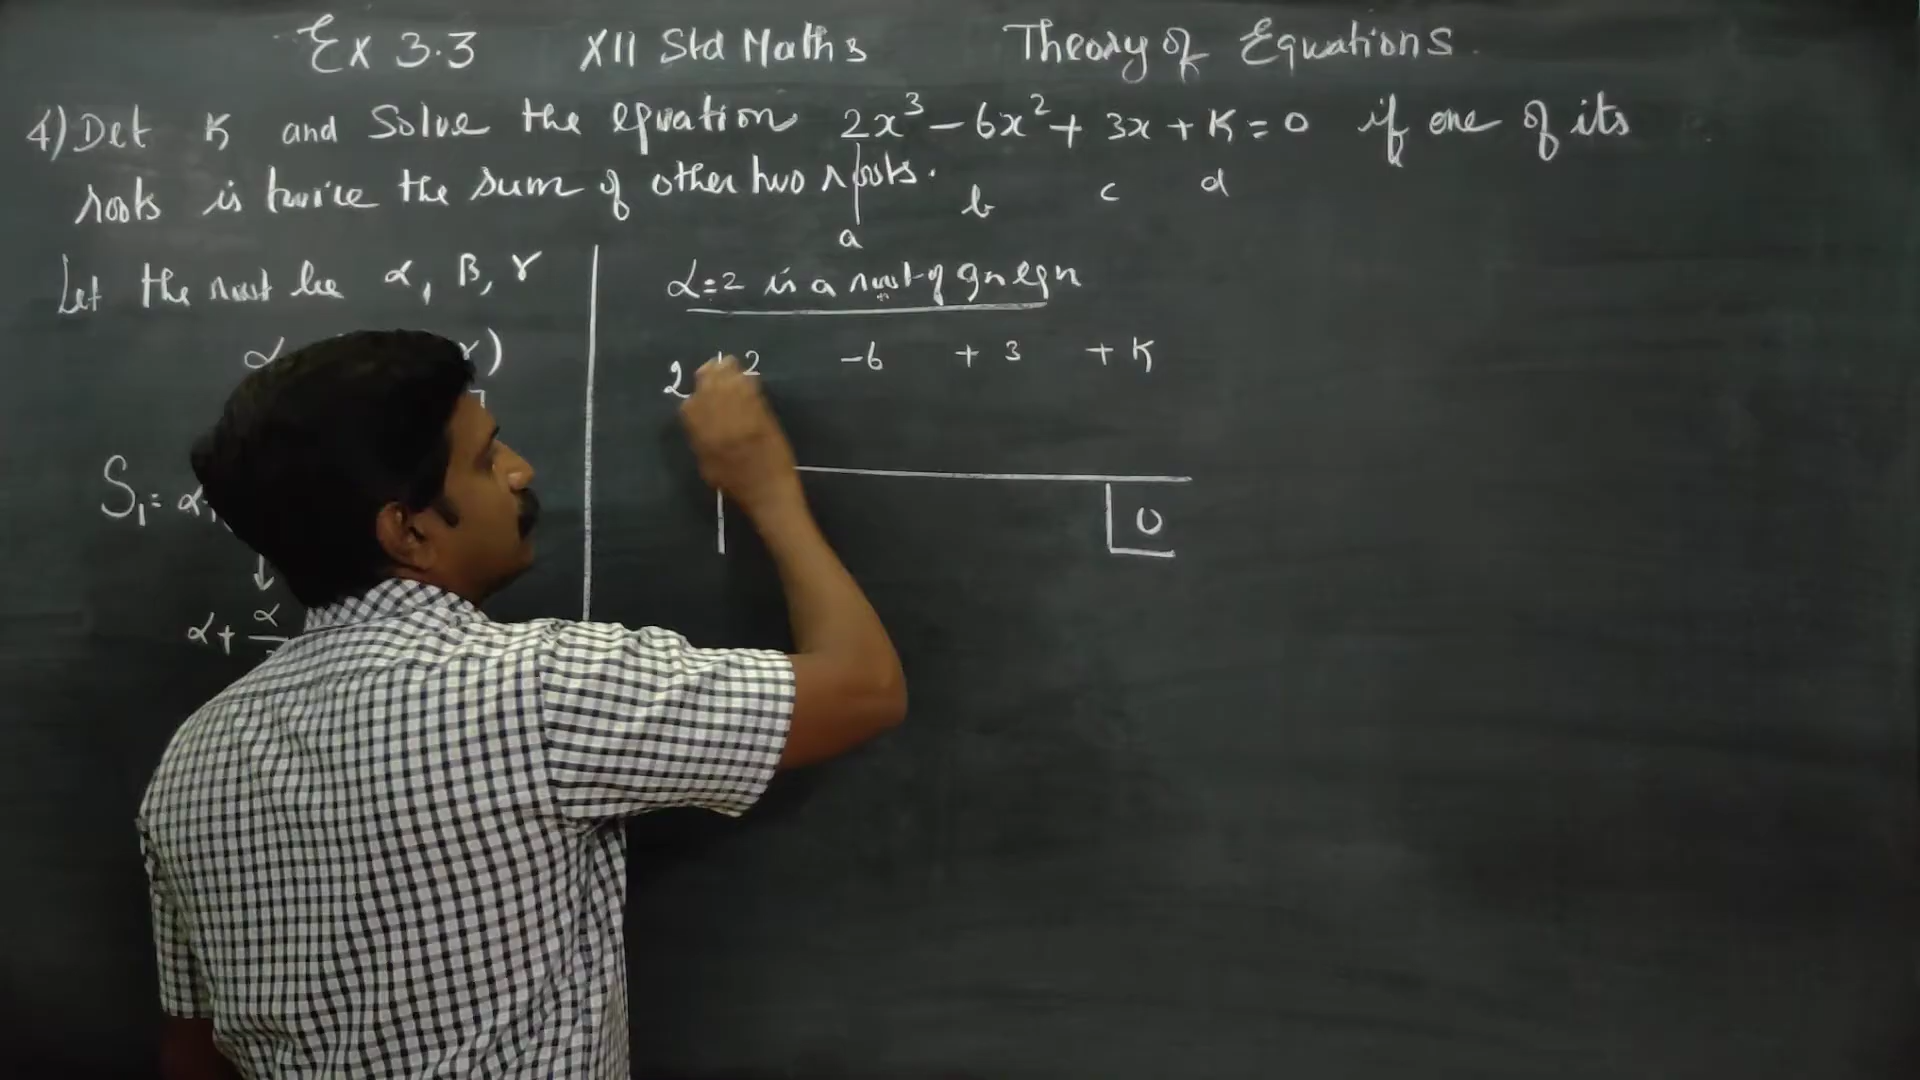 Ex 3.3 XII Std Maths Theory of Equations
4) Det K and Solve the equation 2x³ - 6x² + 3x + K = 0 if one of its
roots is twice the sum of other two roots.
a b c d
Let the root be α, β, γ
α γ)
S₁ = α+
↓
α + α
α = 2 is a root of gn eqn
2 2 -6 + 3 + K
0